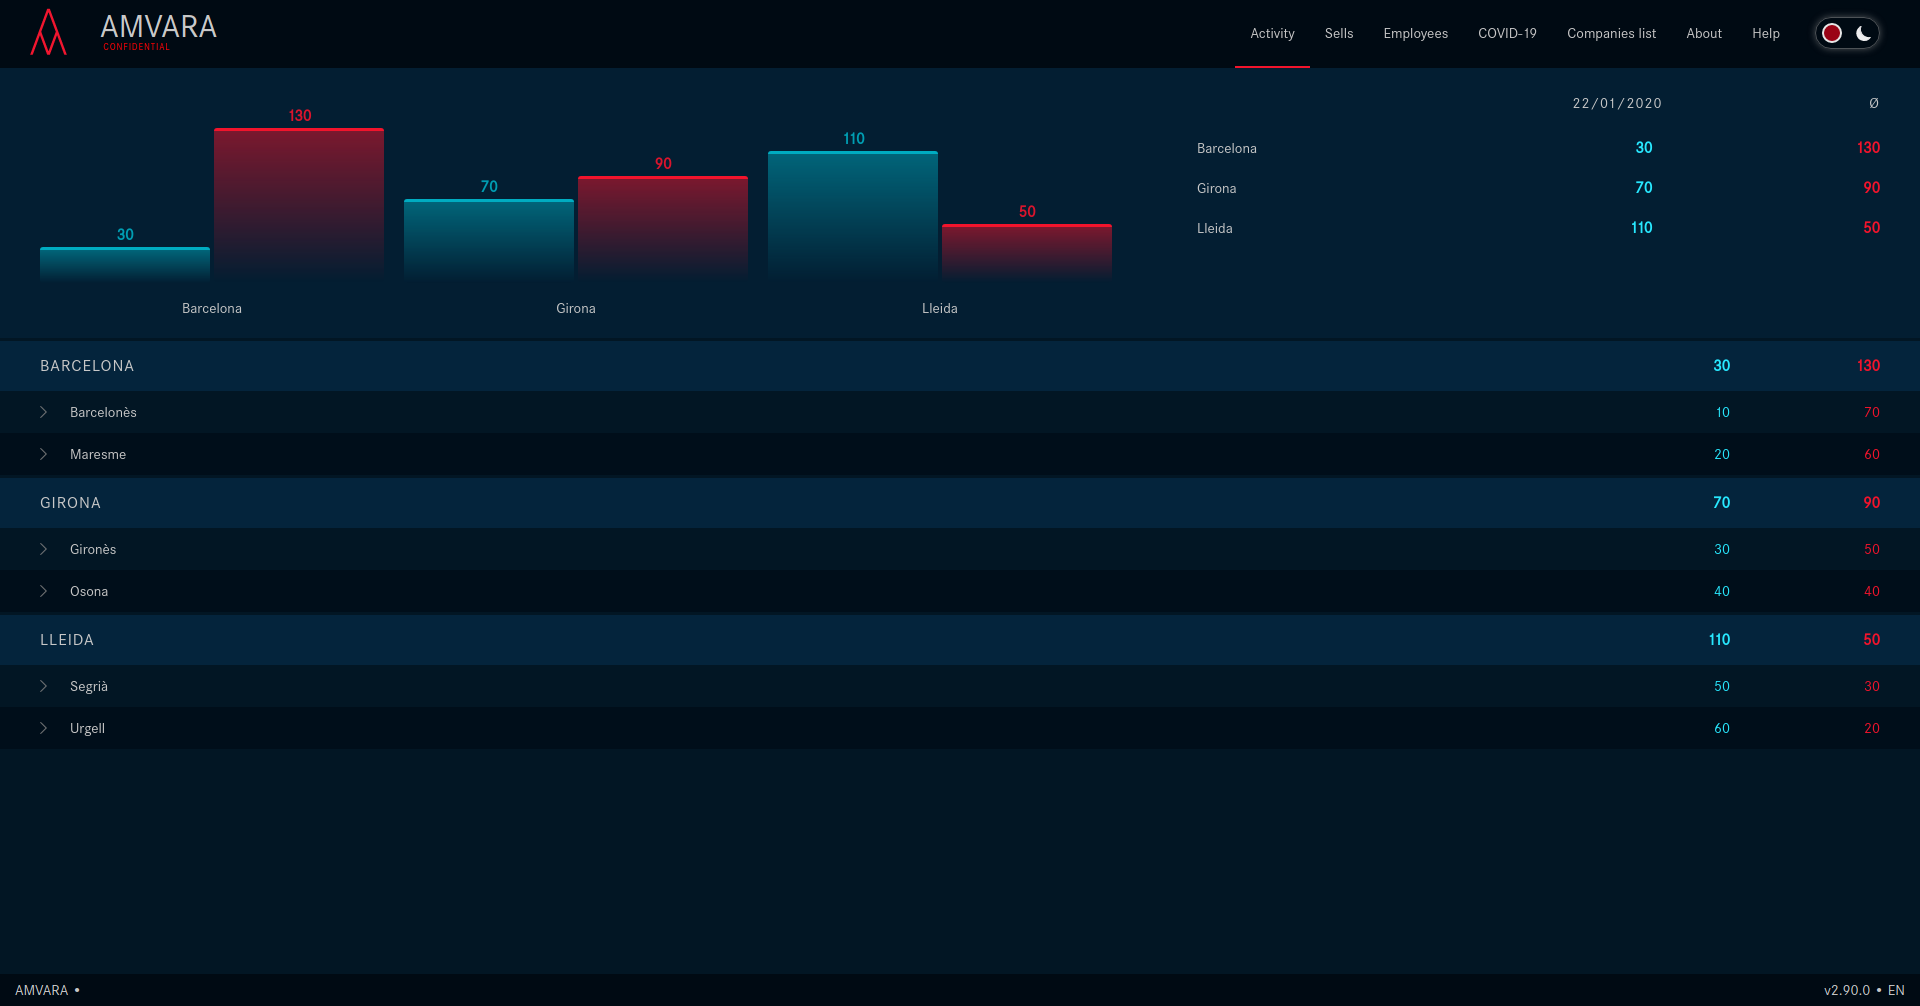 AMVARA
CONFIDENTIAL
Activity Sells Employees COVID-19 Companies list About Help
130
110
90
70
50
30
Barcelona Girona Lleida
22/01/2020 Ø
Barcelona 30 130
Girona 70 90
Lleida 110 50
BARCELONA 30 130
Barcelonès 10 70
Maresme 20 60
GIRONA 70 90
Gironès 30 50
Osona 40 40
LLEIDA 110 50
Segrià 50 30
Urgell 60 20
AMVARA • v2.90.0 • EN